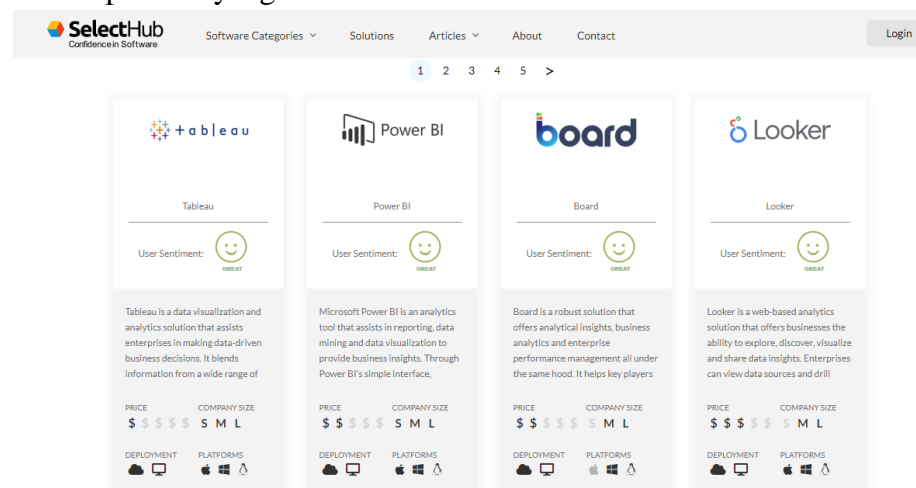 SelectHub
Confidence in Software
Software Categories
Solutions
Articles
About
Contact
Login
1 2 3 4 5 >
+ a b | e a u
Tableau
User Sentiment:
GREAT
Tableau is a data visualization and
analytics solution that assists
enterprises in making data-driven
business decisions. It blends
information from a wide range of
PRICE COMPANY SIZE
$ $ $ $ $ S M L
DEPLOYMENT PLATFORMS
Power BI
Power BI
User Sentiment:
GREAT
Microsoft Power BI is an analytics
tool that assists in reporting, data
mining and data visualization to
provide business insights. Through
Power BI's simple interface,
PRICE COMPANY SIZE
$ $ $ $ $ S M L
DEPLOYMENT PLATFORMS
board
Board
User Sentiment:
GREAT
Board is a robust solution that
offers analytical insights, business
analytics and enterprise
performance management all under
the same hood. It helps key players
PRICE COMPANY SIZE
$ $ $ $ $ S M L
DEPLOYMENT PLATFORMS
Looker
Looker
User Sentiment:
GREAT
Looker is a web-based analytics
solution that offers businesses the
ability to explore, discover, visualize
and share data insights. Enterprises
can view data sources and drill
PRICE COMPANY SIZE
$ $ $ $ $ S M L
DEPLOYMENT PLATFORMS